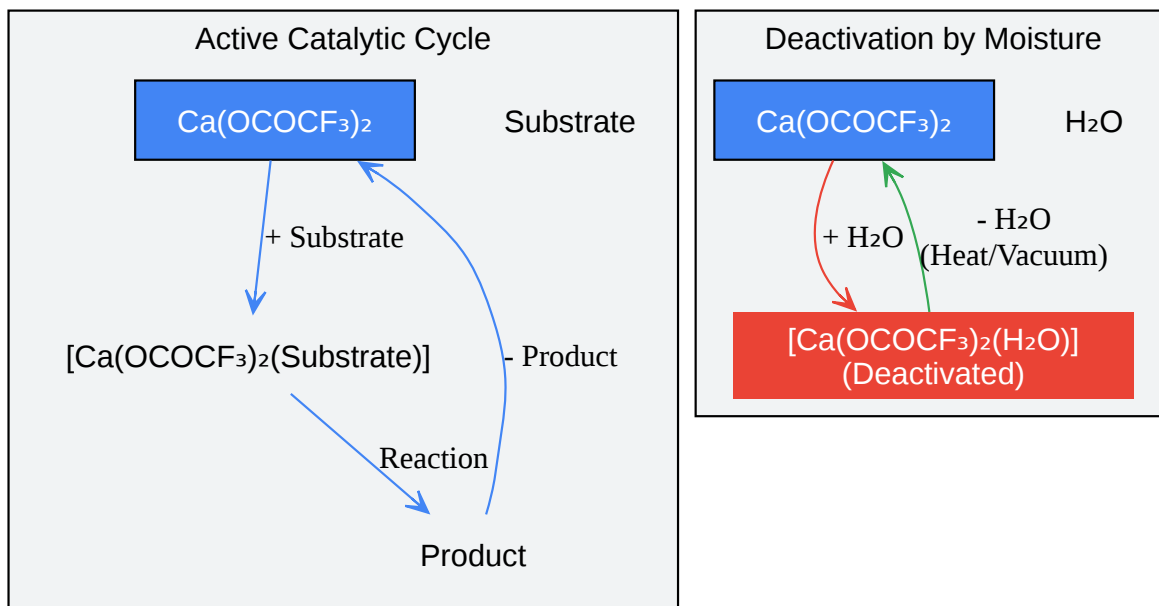 Active Catalytic Cycle
Ca(OCOCF₃)₂
Substrate
+ Substrate
[Ca(OCOCF₃)₂(Substrate)]
- Product
Reaction
Product
Deactivation by Moisture
Ca(OCOCF₃)₂
H₂O
+ H₂O
- H₂O
(Heat/Vacuum)
[Ca(OCOCF₃)₂(H₂O)]
(Deactivated)